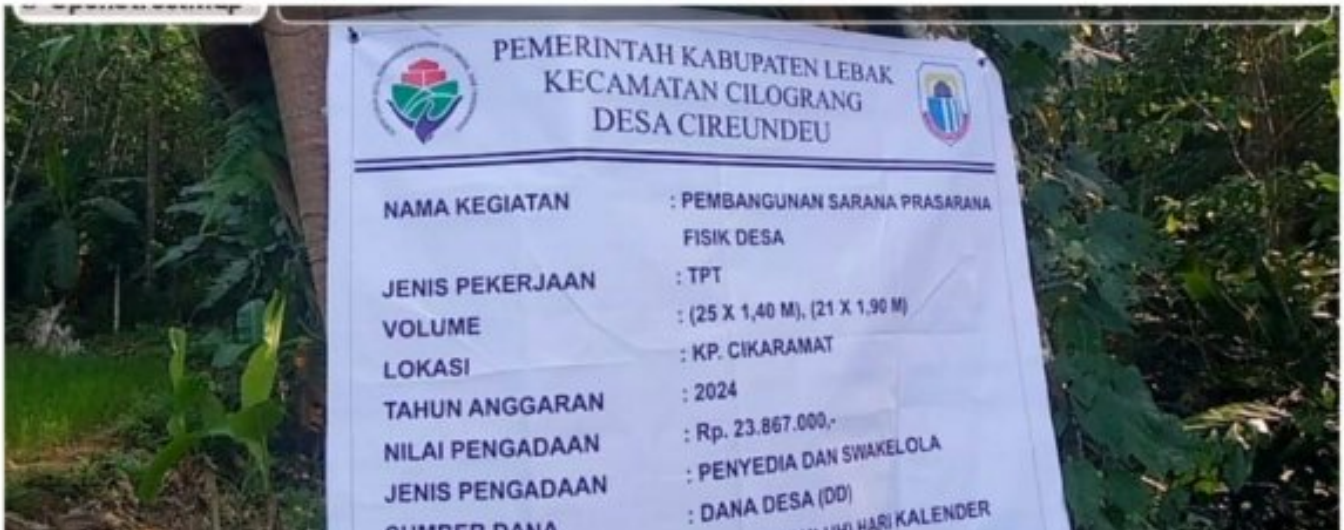 PEMERINTAH KABUPATEN LEBAK
KECAMATAN CILOGRANG
DESA CIREUNDEU
NAMA KEGIATAN : PEMBANGUNAN SARANA PRASARANA
FISIK DESA
JENIS PEKERJAAN : TPT
VOLUME : (25 X 1,40 M), (21 X 1,90 M)
LOKASI : KP. CIKARAMAT
TAHUN ANGGARAN : 2024
NILAI PENGADAAN : Rp. 23.867.000,-
JENIS PENGADAAN : PENYEDIA DAN SWAKELOLA
SUMBER DANA : DANA DESA (DD)
HARI KALENDER